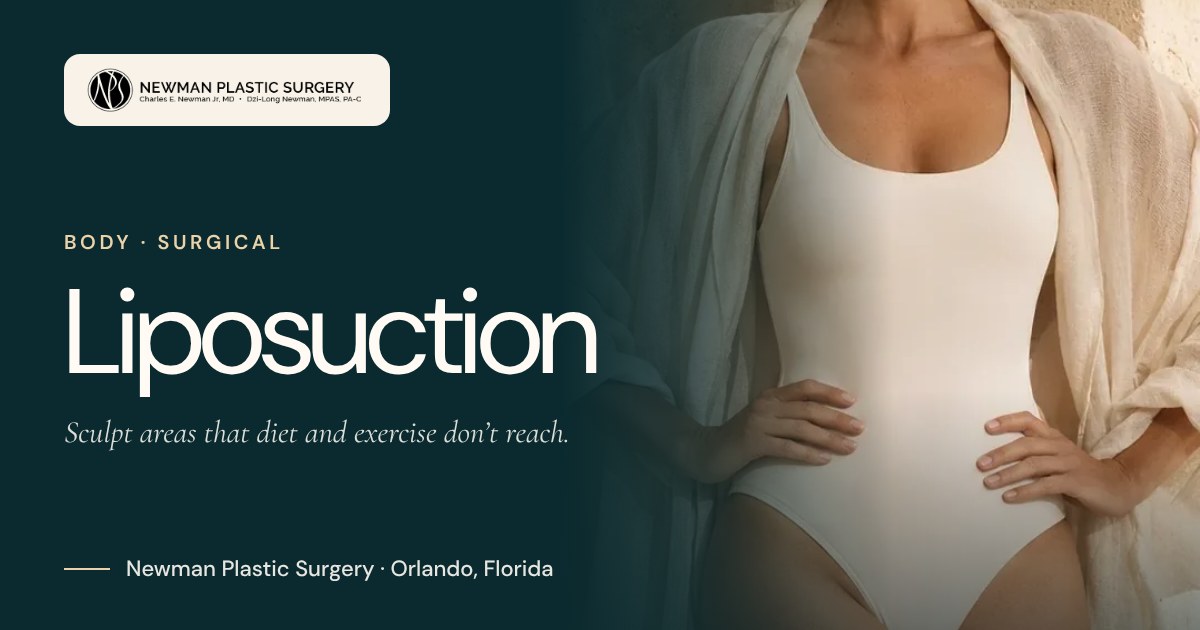 NPS
NEWMAN PLASTIC SURGERY
Charles E. Newman Jr, MD • Dzi-Long Newman, MPAS, PA-C
BODY · SURGICAL
Liposuction
Sculpt areas that diet and exercise don’t reach.
Newman Plastic Surgery · Orlando, Florida